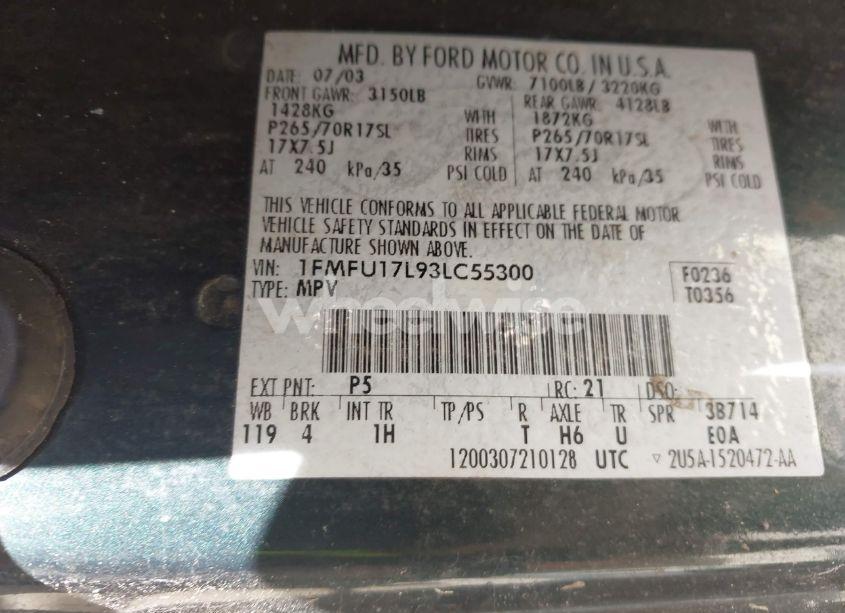 MFD. BY FORD MOTOR CO. IN U.S.A.
DATE: 07/03 GVWR: 7100LB / 3220KG
FRONT GAWR: 3150LB REAR GAWR: 4128LB
1428KG WITH 1872KG WITH
P265/70R17SL TIRES P265/70R17SL TIRES
17X7.5J RIMS 17X7.5J RIMS
AT 240 kPa/35 PSI COLD AT 240 kPa/35 PSI COLD
THIS VEHICLE CONFORMS TO ALL APPLICABLE FEDERAL MOTOR
VEHICLE SAFETY STANDARDS IN EFFECT ON THE DATE OF
MANUFACTURE SHOWN ABOVE.
VIN: 1FMFU17L93LC55300 F0236
TYPE: MPV T0356
wheelwise
EXT PNT: P5 RC: 21 DSO:
WB BRK INT TR TP/PS R AXLE TR SPR 3B714
119 4 1H T H6 U EOA
1200307210128 UTC ▽ 2U5A-1520472-AA